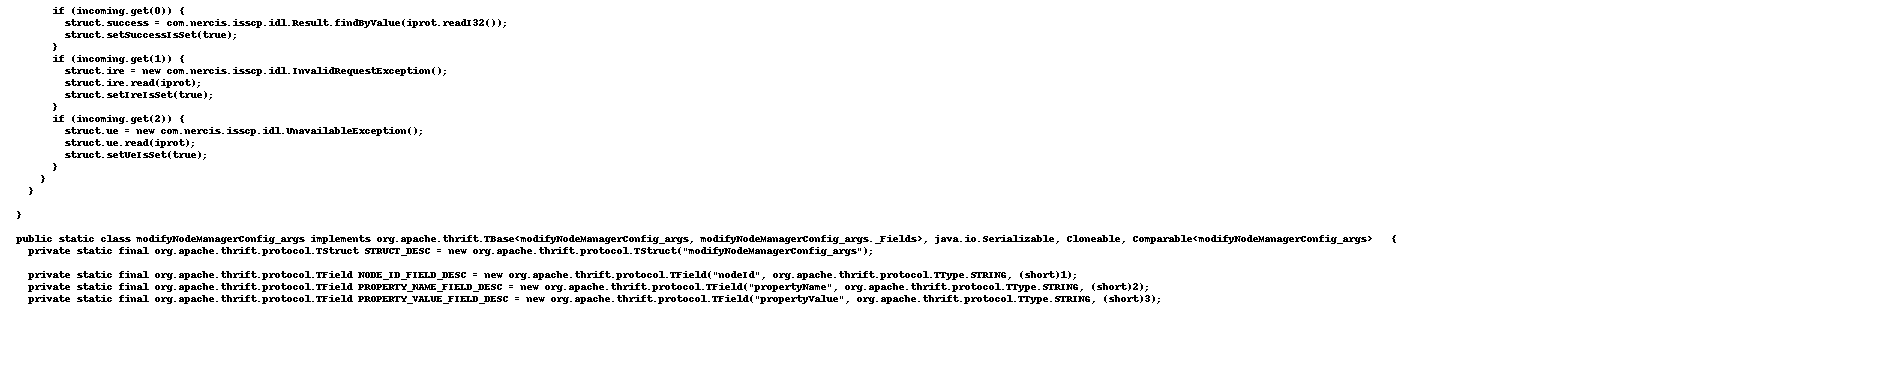 if (incoming.get(0)) {
struct.success = com.nercis.isscp.idl.Result.findByValue(iprot.readI32());
struct.setSuccessIsSet(true);
}
if (incoming.get(1)) {
struct.ire = new com.nercis.isscp.idl.InvalidRequestException();
struct.ire.read(iprot);
struct.setIreIsSet(true);
}
if (incoming.get(2)) {
struct.ue = new com.nercis.isscp.idl.UnavailableException();
struct.ue.read(iprot);
struct.setUeIsSet(true);
}
}
}
}
public static class modifyNodeManagerConfig_args implements org.apache.thrift.TBase<modifyNodeManagerConfig_args, modifyNodeManagerConfig_args._Fields>, java.io.Serializable, Cloneable, Comparable<modifyNodeManagerConfig_args>   {
private static final org.apache.thrift.protocol.TStruct STRUCT_DESC = new org.apache.thrift.protocol.TStruct("modifyNodeManagerConfig_args");
private static final org.apache.thrift.protocol.TField NODE_ID_FIELD_DESC = new org.apache.thrift.protocol.TField("nodeId", org.apache.thrift.protocol.TType.STRING, (short)1);
private static final org.apache.thrift.protocol.TField PROPERTY_NAME_FIELD_DESC = new org.apache.thrift.protocol.TField("propertyName", org.apache.thrift.protocol.TType.STRING, (short)2);
private static final org.apache.thrift.protocol.TField PROPERTY_VALUE_FIELD_DESC = new org.apache.thrift.protocol.TField("propertyValue", org.apache.thrift.protocol.TType.STRING, (short)3);